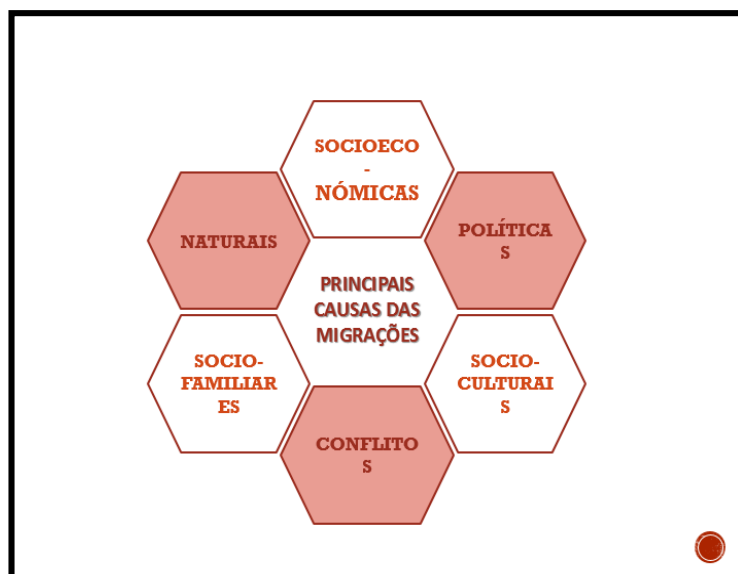 SOCIOECO
-
NÓMICAS
NATURAIS
POLÍTICA
S
PRINCIPAIS
CAUSAS DAS
MIGRAÇÕES
SOCIO-
FAMILIAR
ES
SOCIO-
CULTURAI
S
CONFLITO
S